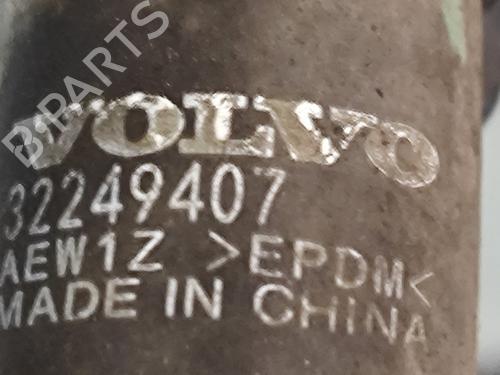 B-PARTS
VOLVO
32249407
AEW1Z >EPDM<
MADE IN CHINA